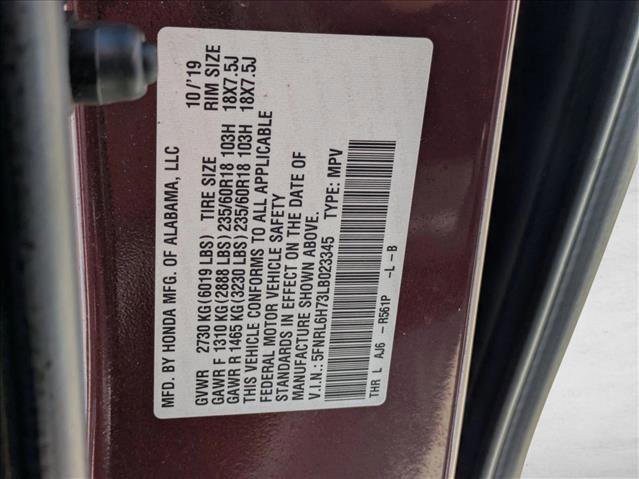 MFD. BY HONDA MFG. OF ALABAMA, LLC 10/'19
GVWR 2730 KG (6019 LBS) TIRE SIZE RIM SIZE
GAWR F 1310 KG (2888 LBS) 235/60R18 103H 18X7.5J
GAWR R 1465 KG (3230 LBS) 235/60R18 103H 18X7.5J
THIS VEHICLE CONFORMS TO ALL APPLICABLE
FEDERAL MOTOR VEHICLE SAFETY
STANDARDS IN EFFECT ON THE DATE OF
MANUFACTURE SHOWN ABOVE.
V.I.N.: 5FNRL6H73LB023345 TYPE: MPV
THR L AJ6 -R561P -L-B